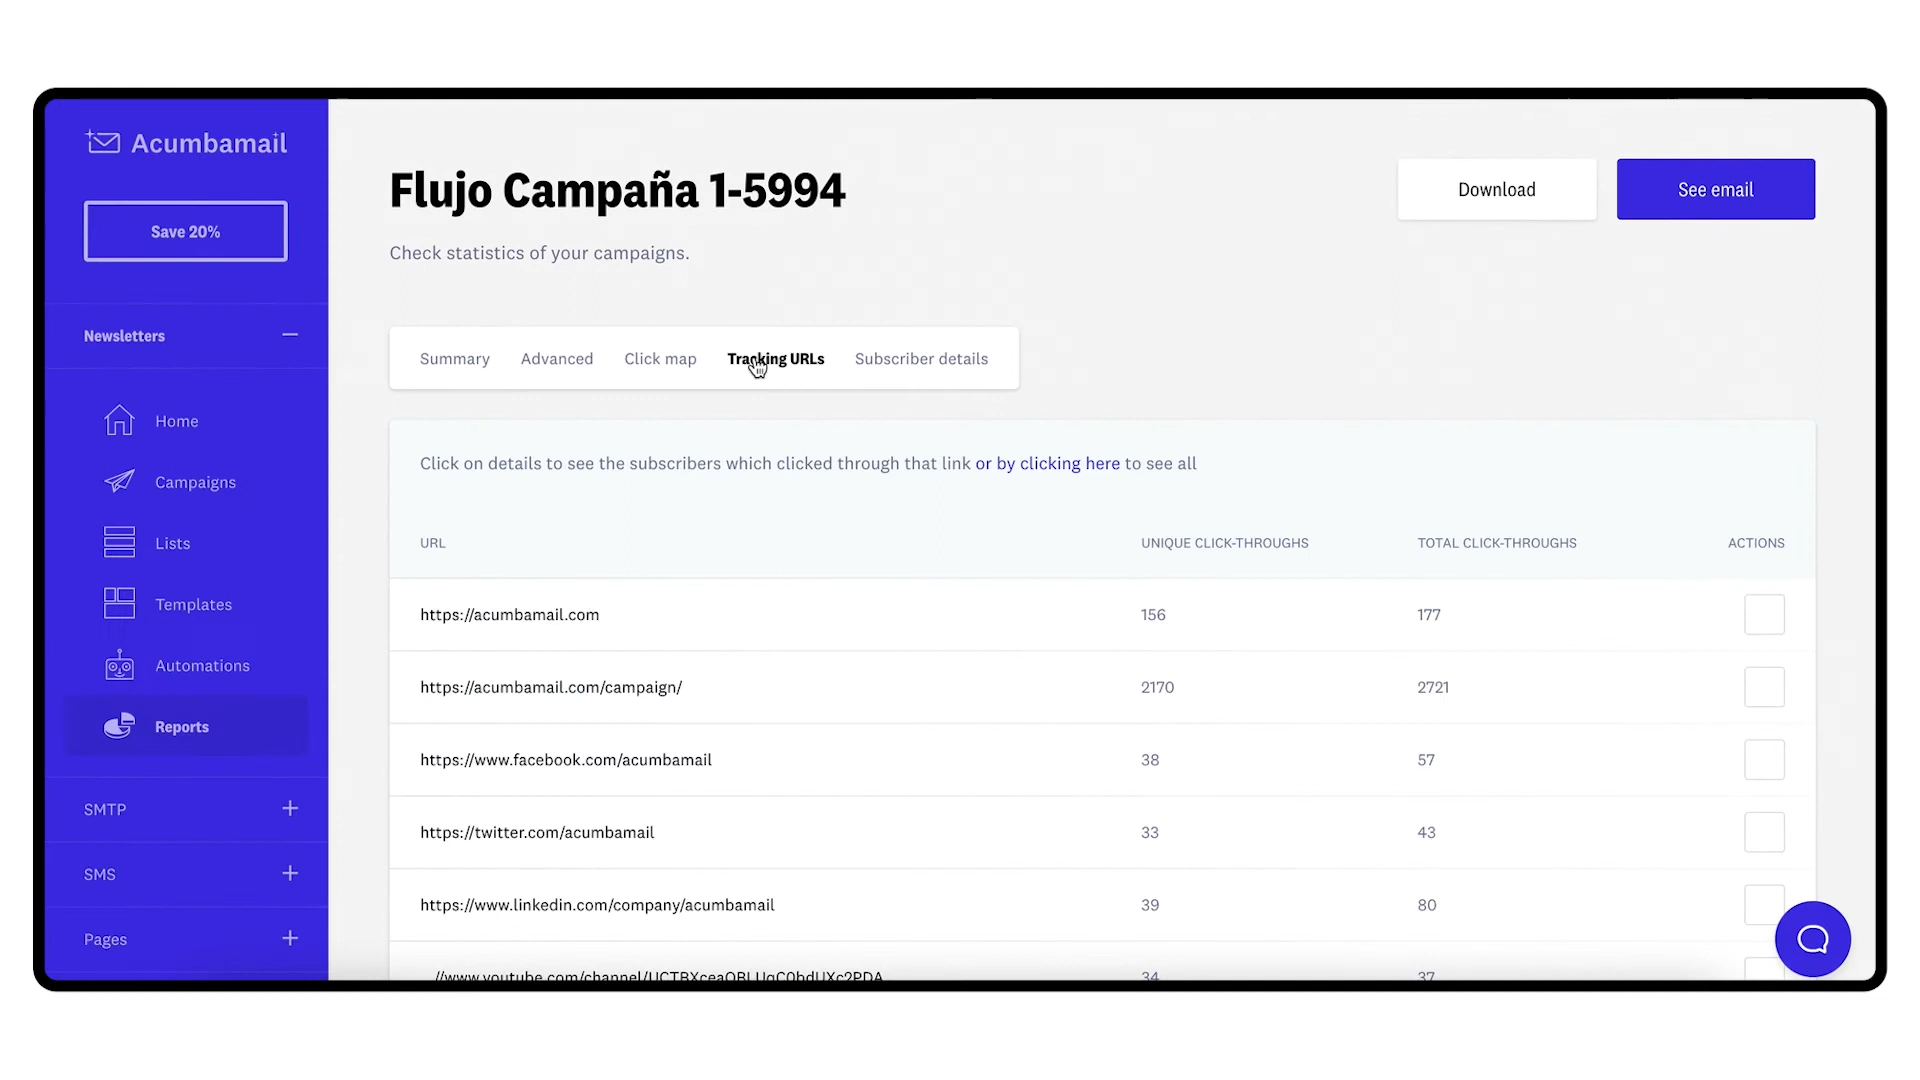 Acumbamail
Save 20%
Newsletters
Home
Campaigns
Lists
Templates
Automations
Reports
SMTP
SMS
Pages
Flujo Campaña 1-5994
Check statistics of your campaigns.
Download
See email
Summary Advanced Click map Tracking URLs Subscriber details
Click on details to see the subscribers which clicked through that link or by clicking here to see all
URL UNIQUE CLICK-THROUGHS TOTAL CLICK-THROUGHS ACTIONS
https://acumbamail.com 156 177
https://acumbamail.com/campaign/ 2170 2721
https://www.facebook.com/acumbamail 38 57
https://twitter.com/acumbamail 33 43
https://www.linkedin.com/company/acumbamail 39 80
34 37